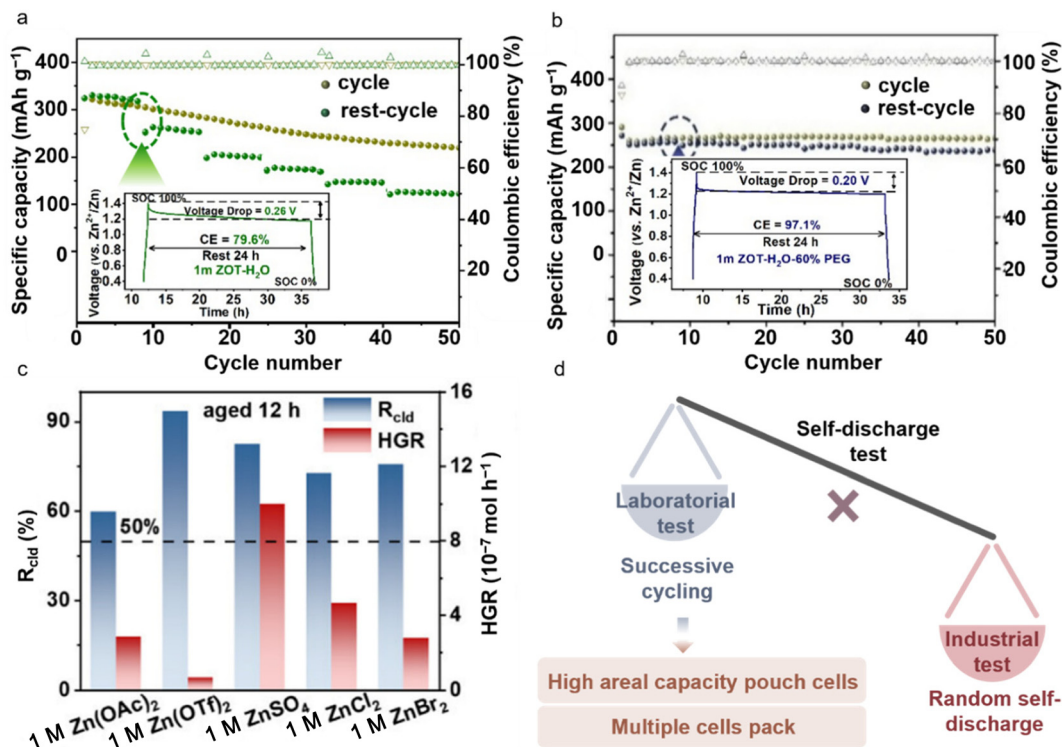 a
400
300
200
100
0
Specific capacity (mAh g⁻¹)
100
80
60
40
20
Coulombic efficiency (%)
cycle
rest-cycle
SOC 100%
Voltage Drop = 0.26 V
CE = 79.6%
Rest 24 h
1m ZOT-H₂O
SOC 0%
1.4
1.2
1.0
0.8
0.6
0.4
Voltage (vs. Zn²⁺/Zn)
10 15 20 25 30 35
Time (h)
0 10 20 30 40 50
Cycle number
b
400
350
300
250
200
150
100
50
0
Specific capacity (mAh g⁻¹)
100
80
60
40
20
Coulombic efficiency (%)
cycle
rest-cycle
SOC 100%
Voltage Drop = 0.20 V
CE = 97.1%
Rest 24 h
1m ZOT-H₂O-60% PEG
SOC 0%
1.4
1.2
1.0
0.8
0.6
0.4
Voltage (vs. Zn²⁺/Zn)
10 15 20 25 30 35
Time (h)
0 10 20 30 40 50
Cycle number
c
90
60
30
0
R_cld (%)
16
12
8
4
0
HGR (10⁻⁷ mol h⁻¹)
aged 12 h
R_cld
HGR
50%
1 M Zn(OAc)₂
1 M Zn(OTf)₂
1 M ZnSO₄
1 M ZnCl₂
1 M ZnBr₂
d
Self-discharge
test
Laboratorial
test
Successive
cycling
High areal capacity pouch cells
Multiple cells pack
Industrial
test
Random self-
discharge